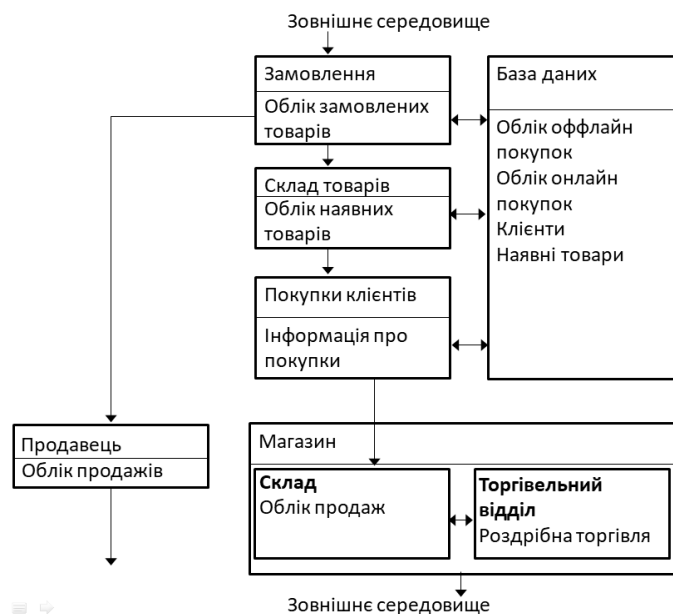 Зовнішнє середовище
Замовлення
Облік замовлених
товарів
База даних
Облік оффлайн
покупок
Облік онлайн
покупок
Клієнти
Наявні товари
Склад товарів
Облік наявних
товарів
Покупки клієнтів
Інформація про
покупки
Продавець
Облік продажів
Магазин
Склад
Облік продаж
Торгівельний
відділ
Роздрібна торгівля
Зовнішнє середовище